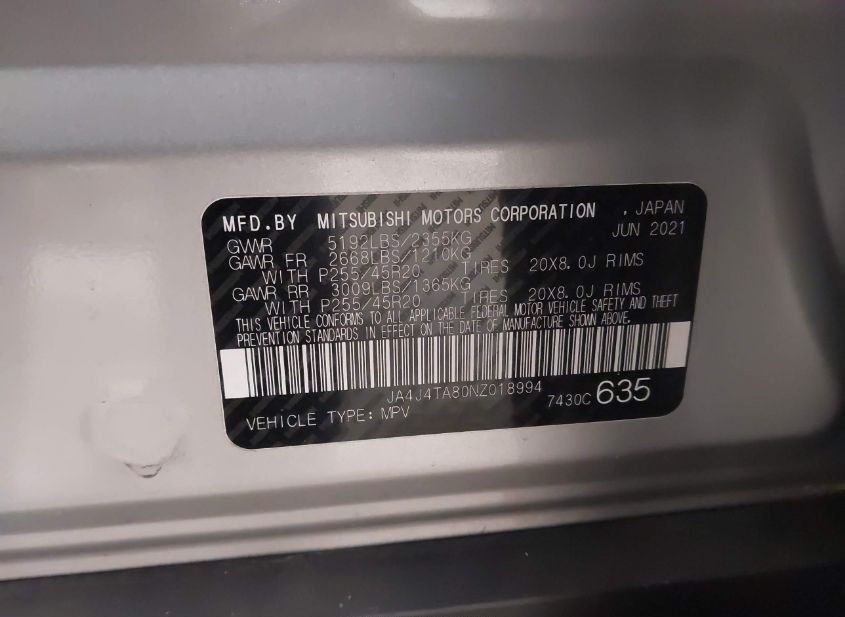 MFD.BY MITSUBISHI MOTORS CORPORATION , JAPAN
GVWR 5192LBS/2355KG JUN 2021
GAWR FR 2668LBS/1210KG
WITH P255/45R20 TIRES 20X8.0J RIMS
GAWR RR 3009LBS/1365KG
WITH P255/45R20 TIRES 20X8.0J RIMS
THIS VEHICLE CONFORMS TO ALL APPLICABLE FEDERAL MOTOR VEHICLE SAFETY AND THEFT
PREVENTION STANDARDS IN EFFECT ON THE DATE OF MANUFACTURE SHOWN ABOVE.
JA4J4TA80NZ018994
VEHICLE TYPE: MPV 7430C 635